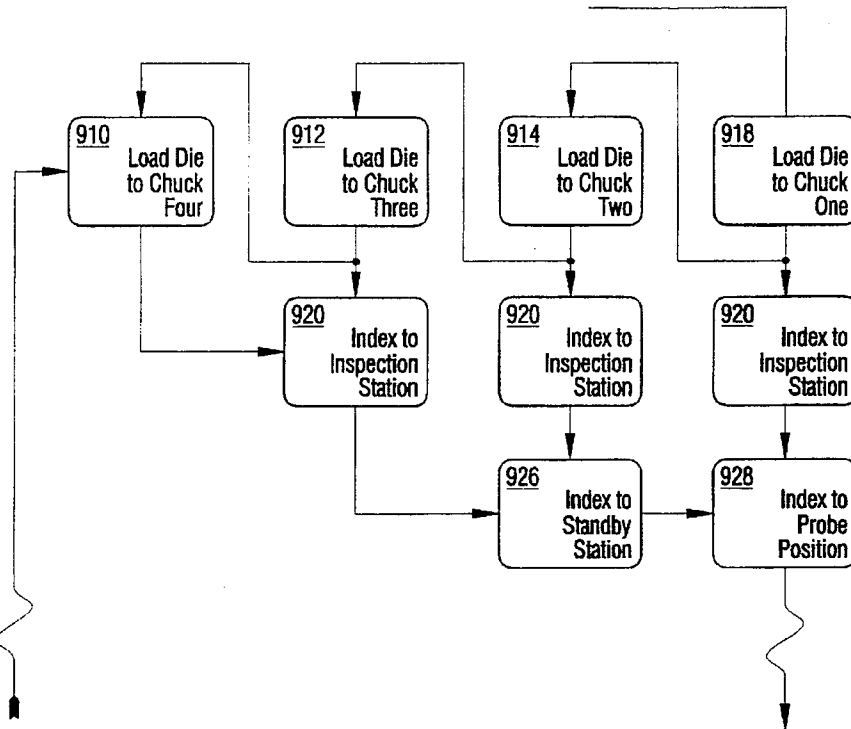 910
Load Die
to Chuck
Four
912
Load Die
to Chuck
Three
914
Load Die
to Chuck
Two
918
Load Die
to Chuck
One
920
Index to
Inspection
Station
920
Index to
Inspection
Station
920
Index to
Inspection
Station
926
Index to
Standby
Station
928
Index to
Probe
Position